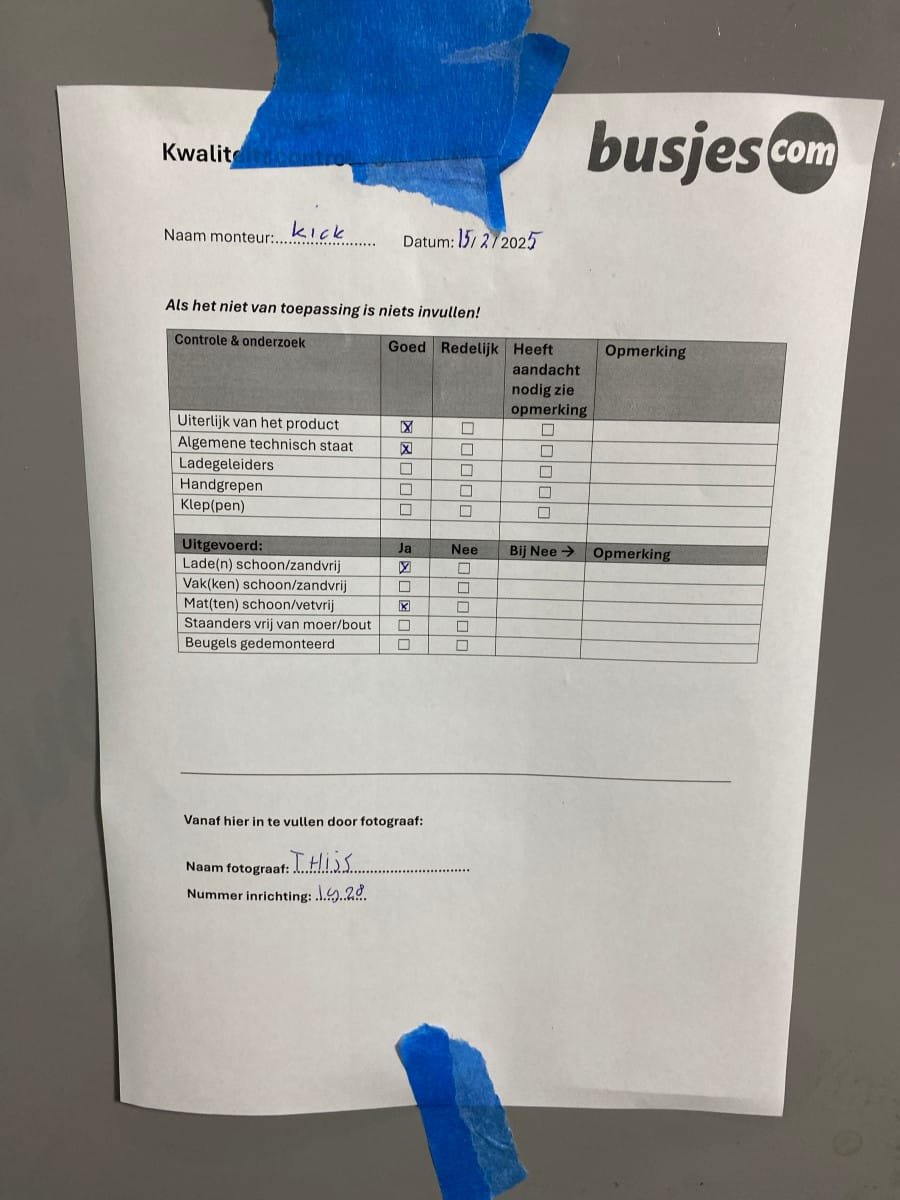 busjes com
Kwaliteitscontrole
Naam monteur: kick Datum: 15/2/2025
Als het niet van toepassing is niets invullen!
Controle & onderzoek Goed Redelijk Heeft aandacht nodig zie opmerking Opmerking
Uiterlijk van het product ☒ ☐ ☐
Algemene technisch staat ☒ ☐ ☐
Ladegeleiders ☐ ☐ ☐
Handgrepen ☐ ☐ ☐
Klep(pen) ☐ ☐ ☐
Uitgevoerd: Ja Nee Bij Nee → Opmerking
Lade(n) schoon/zandvrij ☒ ☐
Vak(ken) schoon/zandvrij ☐ ☐
Mat(ten) schoon/vetvrij ☒ ☐
Staanders vrij van moer/bout ☐ ☐
Beugels gedemonteerd ☐ ☐
Vanaf hier in te vullen door fotograaf:
Naam fotograaf: THijs
Nummer inrichting: